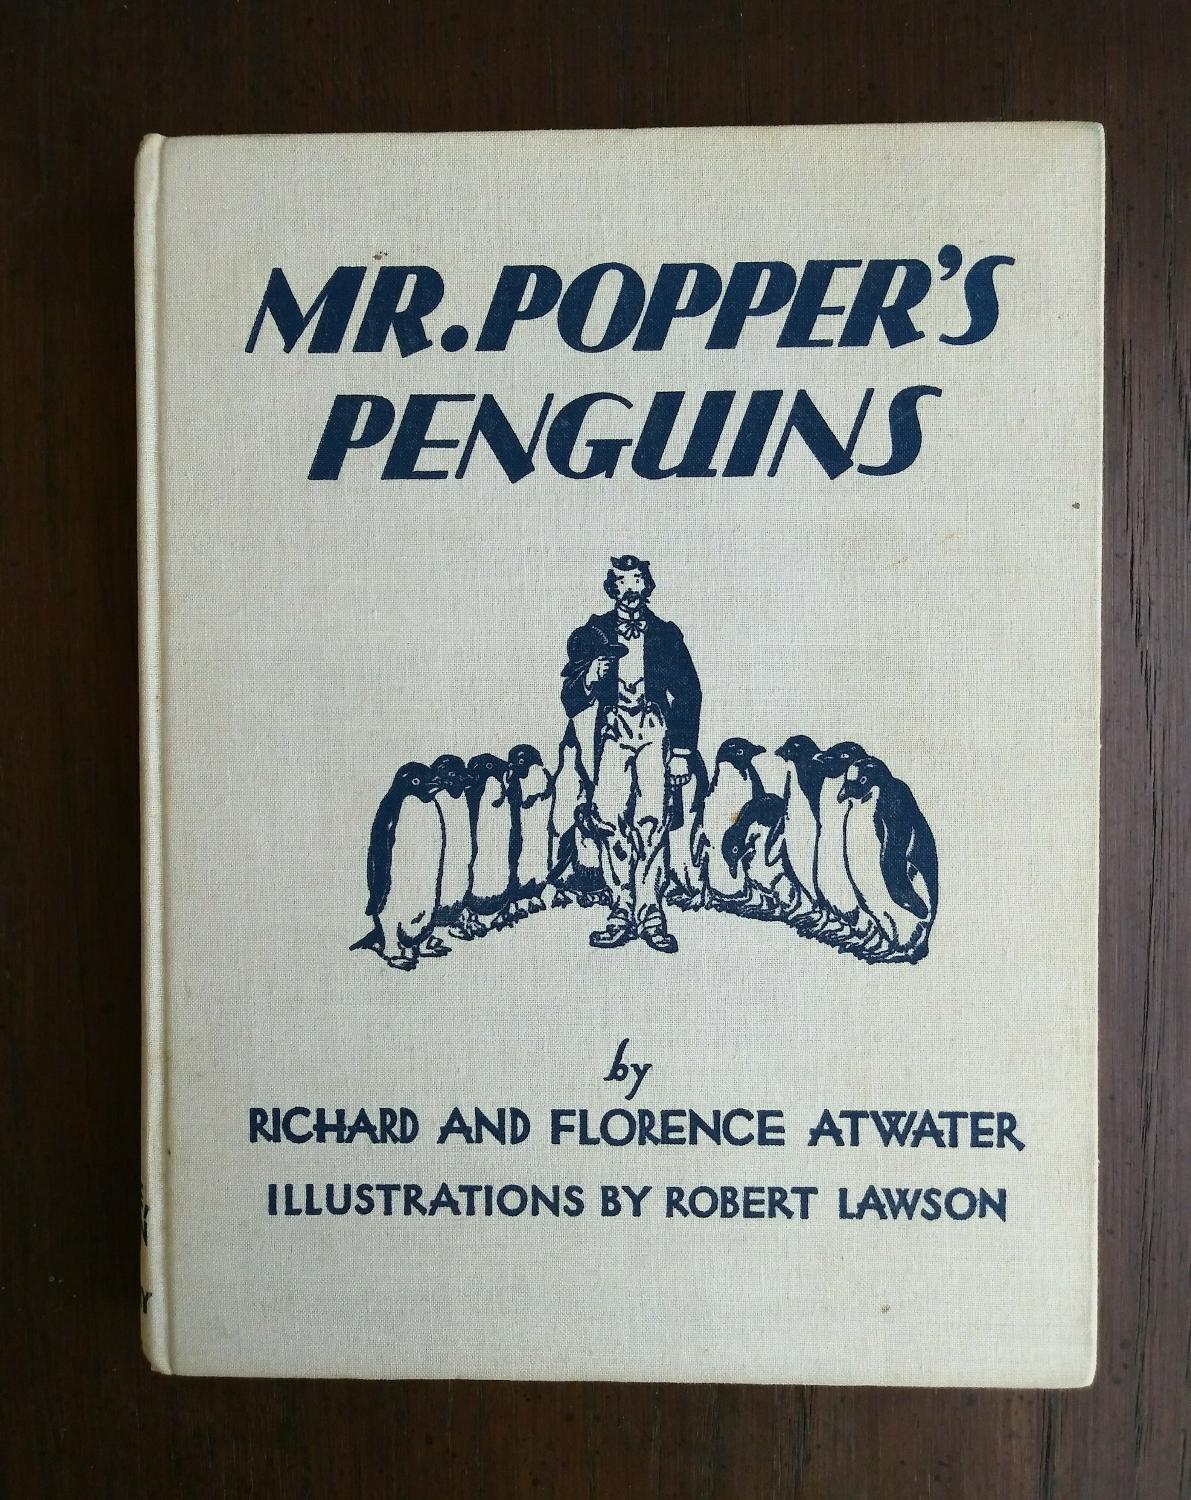 MR. POPPER'S
PENGUINS
by
RICHARD AND FLORENCE ATWATER
ILLUSTRATIONS BY ROBERT LAWSON